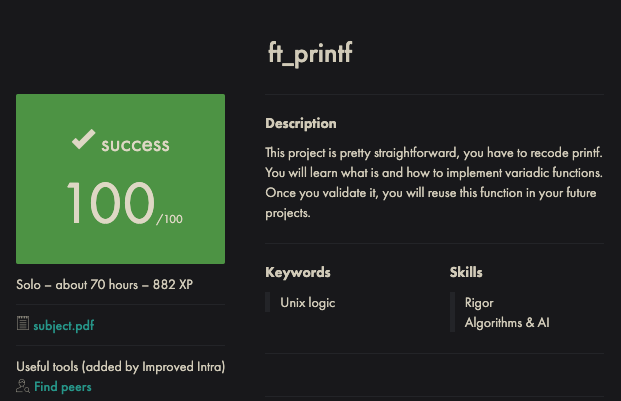 ft_printf
success
100/100
Solo – about 70 hours – 882 XP
subject.pdf
Useful tools (added by Improved Intra)
Find peers
Description
This project is pretty straightforward, you have to recode printf.
You will learn what is and how to implement variadic functions.
Once you validate it, you will reuse this function in your future
projects.
Keywords
Unix logic
Skills
Rigor
Algorithms & AI